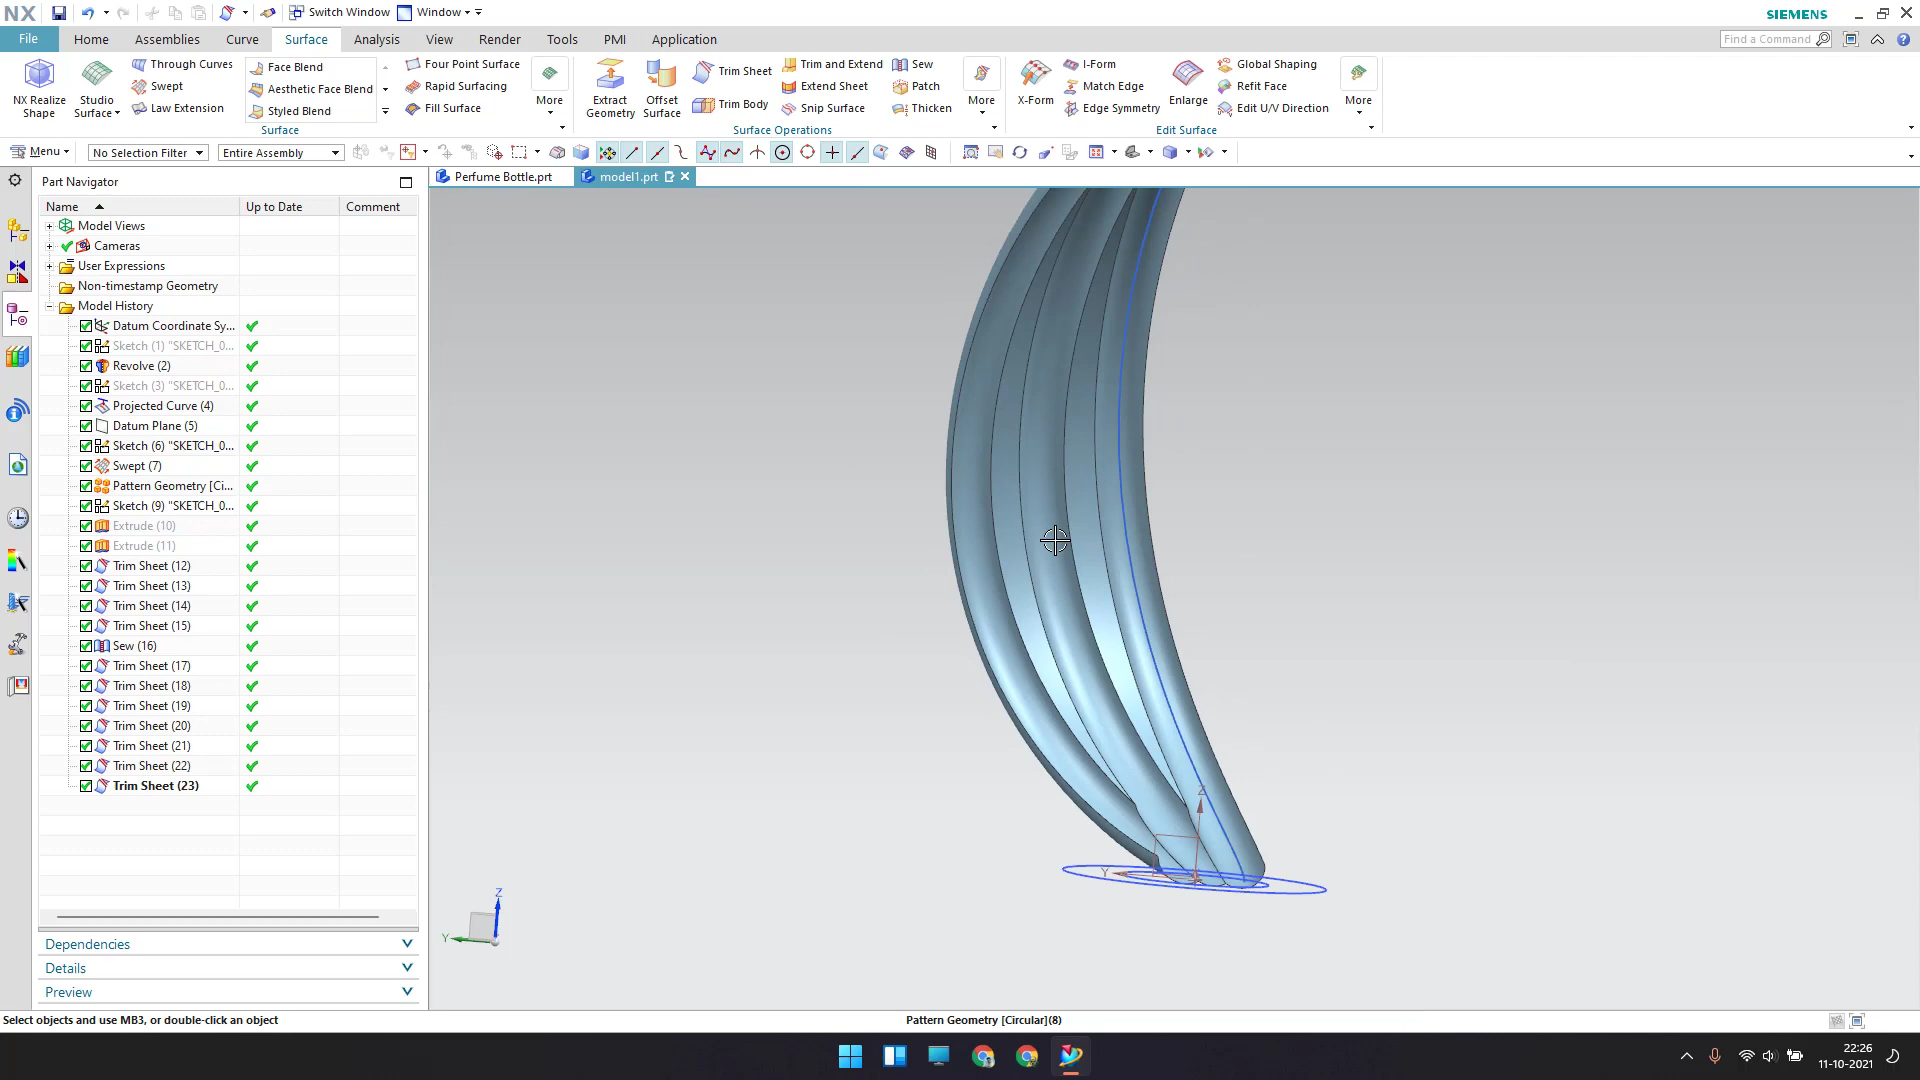 NX
Switch Window
Window
SIEMENS
File
Home
Assemblies
Curve
Surface
Analysis
View
Render
Tools
PMI
Application
Find a Command
NX Realize
Shape
Studio
Surface
Through Curves
Swept
Law Extension
Face Blend
Aesthetic Face Blend
Styled Blend
Four Point Surface
Rapid Surfacing
Fill Surface
More
Surface
Extract
Geometry
Offset
Surface
Trim Sheet
Trim Body
Trim and Extend
Extend Sheet
Snip Surface
Sew
Patch
Thicken
More
Surface Operations
X-Form
I-Form
Match Edge
Edge Symmetry
Enlarge
Global Shaping
Refit Face
Edit U/V Direction
More
Edit Surface
Menu
No Selection Filter
Entire Assembly
Part Navigator
Perfume Bottle.prt
model1.prt
Name
Up to Date
Comment
Model Views
Cameras
User Expressions
Non-timestamp Geometry
Model History
Datum Coordinate Sy...
Sketch (1) "SKETCH_0...
Revolve (2)
Sketch (3) "SKETCH_0...
Projected Curve (4)
Datum Plane (5)
Sketch (6) "SKETCH_0...
Swept (7)
Pattern Geometry [Ci...
Sketch (9) "SKETCH_0...
Extrude (10)
Extrude (11)
Trim Sheet (12)
Trim Sheet (13)
Trim Sheet (14)
Trim Sheet (15)
Sew (16)
Trim Sheet (17)
Trim Sheet (18)
Trim Sheet (19)
Trim Sheet (20)
Trim Sheet (21)
Trim Sheet (22)
Trim Sheet (23)
Z
Y
Z
Y
Dependencies
Details
Preview
Select objects and use MB3, or double-click an object
Pattern Geometry [Circular](8)
22:26
11-10-2021